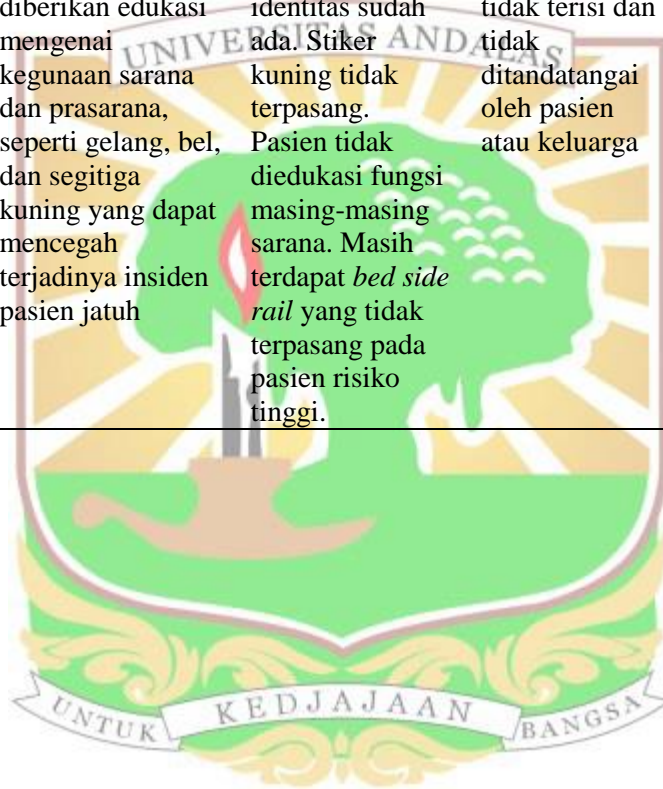 diberikan edukasi
mengenai
kegunaan sarana
dan prasarana,
seperti gelang, bel,
dan segitiga
kuning yang dapat
mencegah
terjadinya insiden
pasien jatuh
identitas sudah
ada. Stiker
kuning tidak
terpasang.
Pasien tidak
diedukasi fungsi
masing-masing
sarana. Masih
terdapat bed side
rail yang tidak
terpasang pada
pasien risiko
tinggi.
tidak terisi dan
tidak
ditandatangai
oleh pasien
atau keluarga
UNIVERSITAS ANDALAS
UNTUK KEDJAJAAN BANGSA